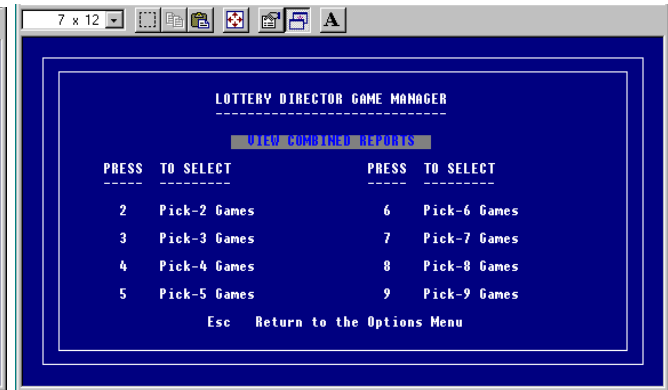 7 x 12
A
LOTTERY DIRECTOR GAME MANAGER
------------------------------
VIEW COMBINED REPORTS
PRESS TO SELECT PRESS TO SELECT
----- --------- ----- ---------
2 Pick-2 Games 6 Pick-6 Games
3 Pick-3 Games 7 Pick-7 Games
4 Pick-4 Games 8 Pick-8 Games
5 Pick-5 Games 9 Pick-9 Games
Esc Return to the Options Menu